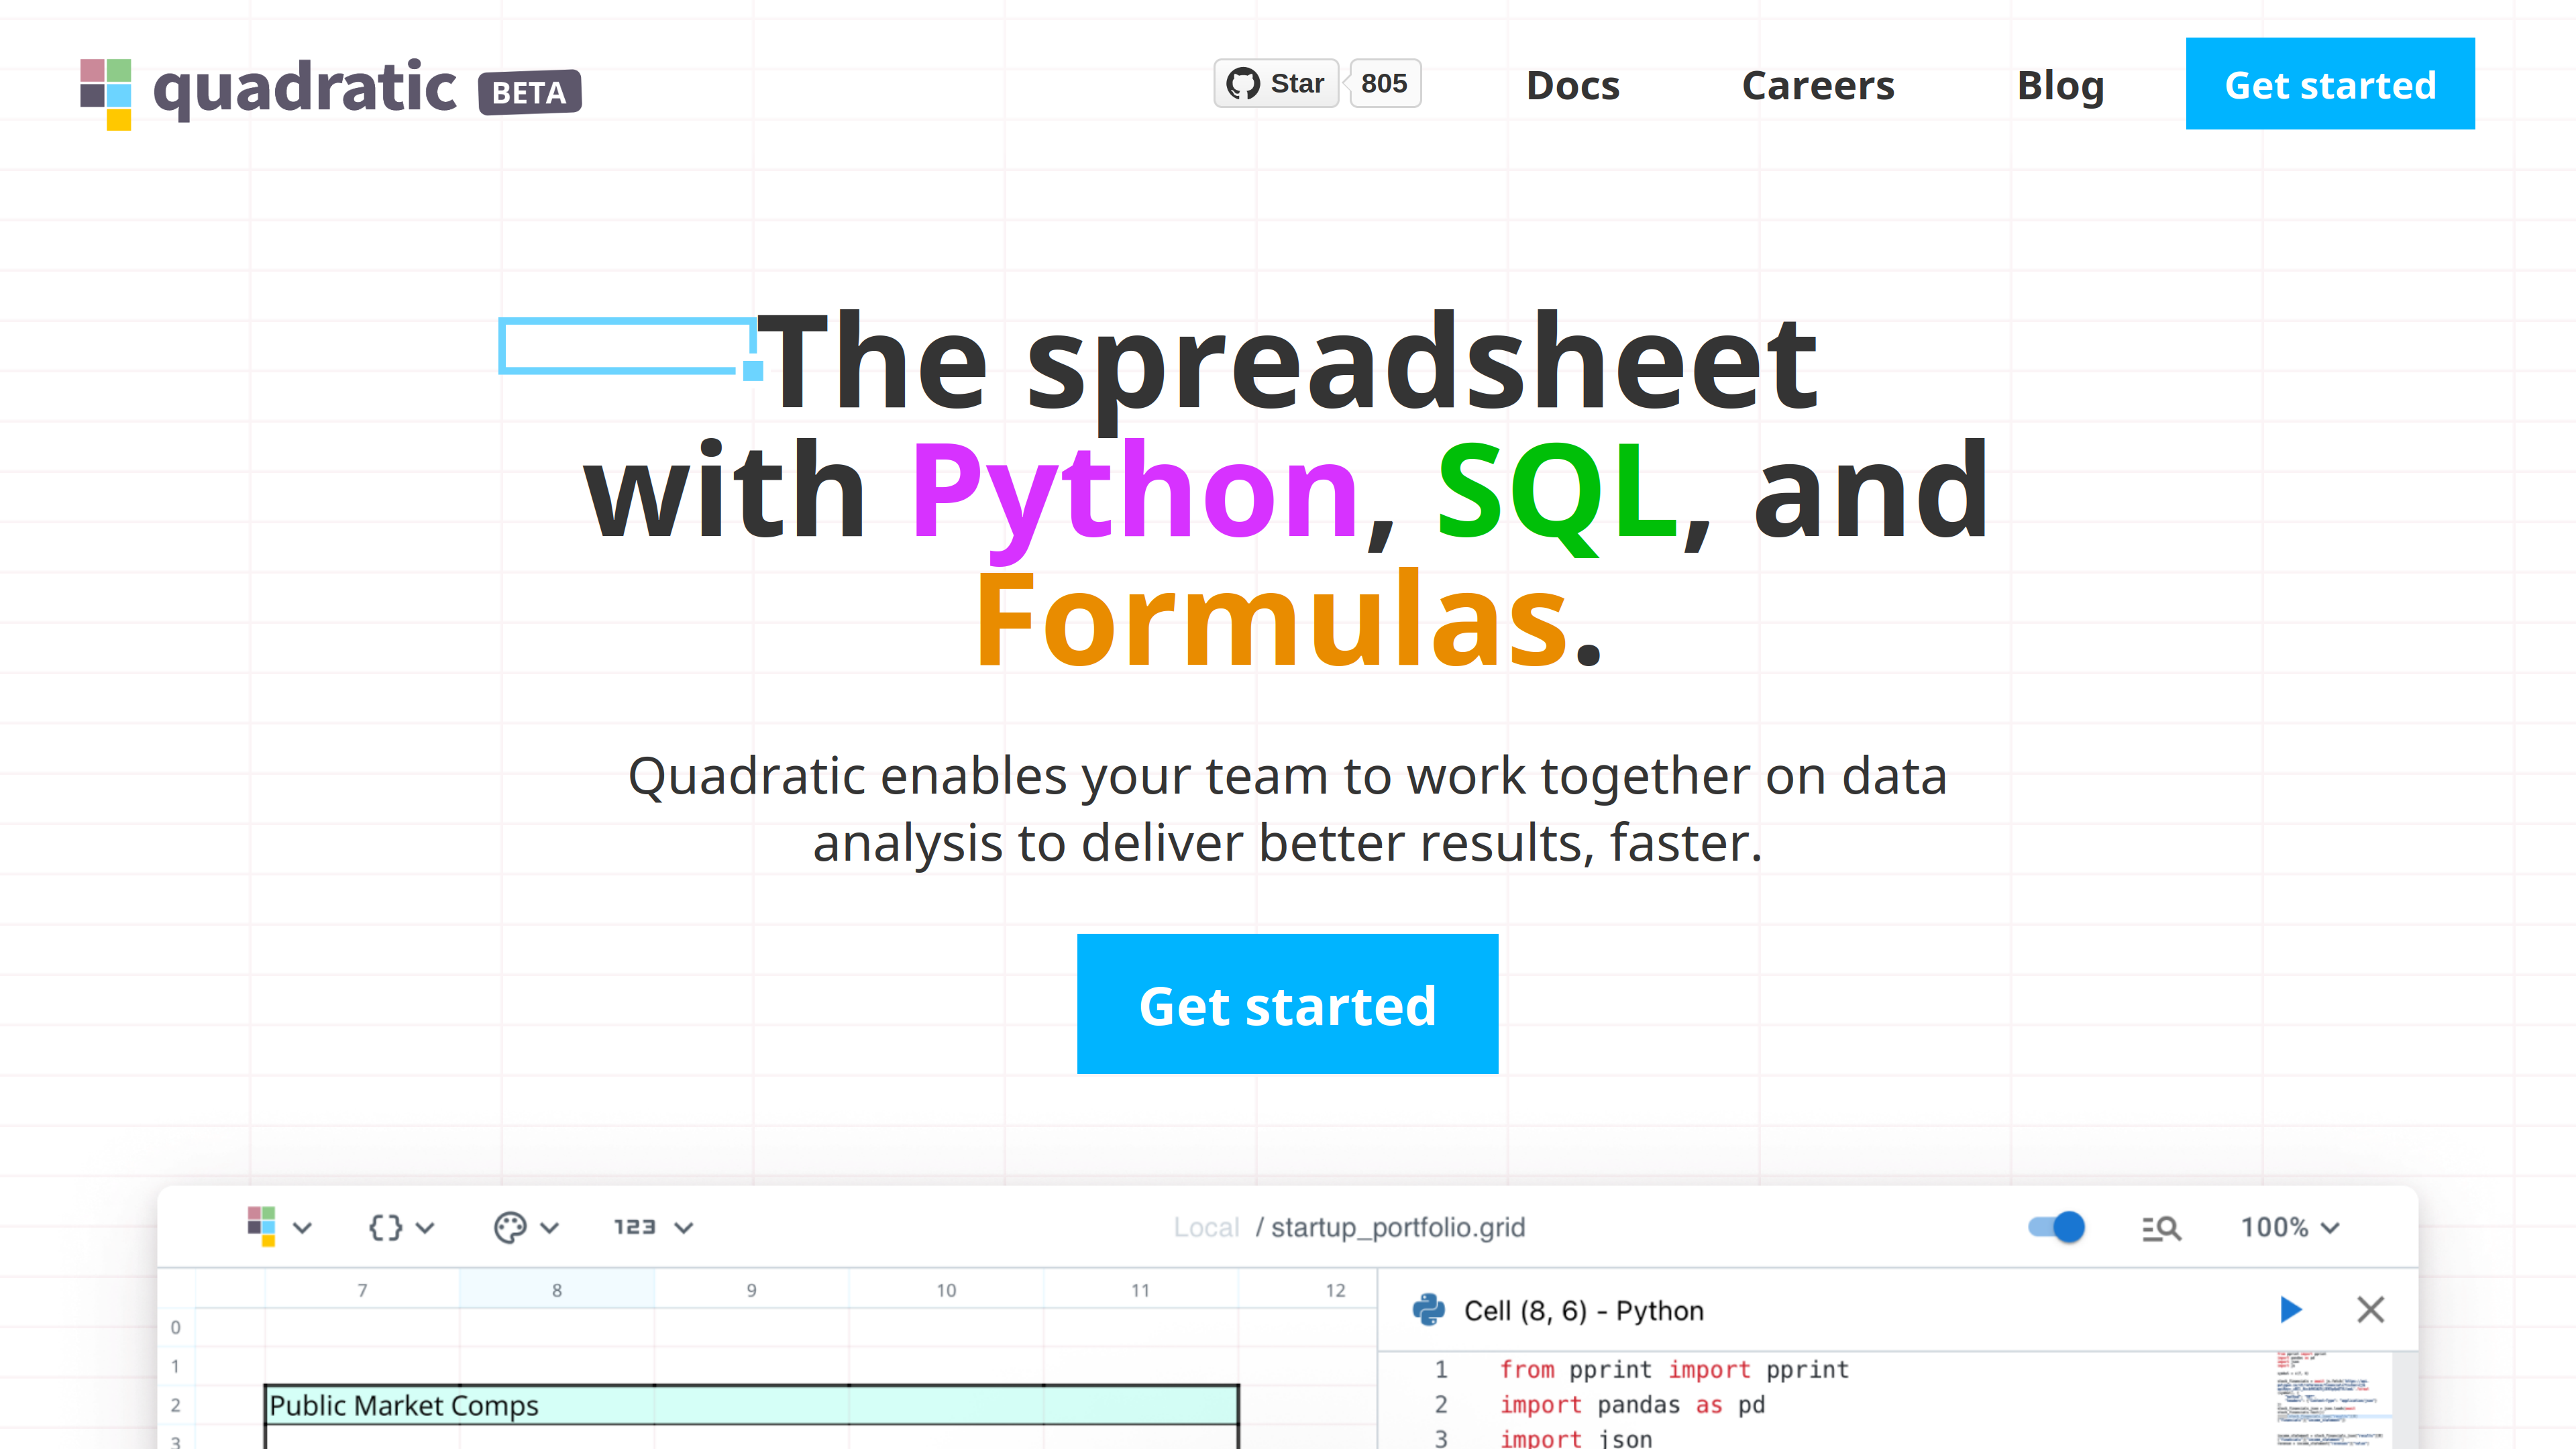 quadratic BETA
Star 805 Docs Careers Blog Get started
The spreadsheet
with Python, SQL, and
Formulas.
Quadratic enables your team to work together on data
analysis to deliver better results, faster.
Get started
{} 123 Local / startup_portfolio.grid 100%
7 8 9 10 11 12
Cell (8, 6) - Python
0
1
2 Public Market Comps
3
1 from pprint import pprint
2 import pandas as pd
3 import json